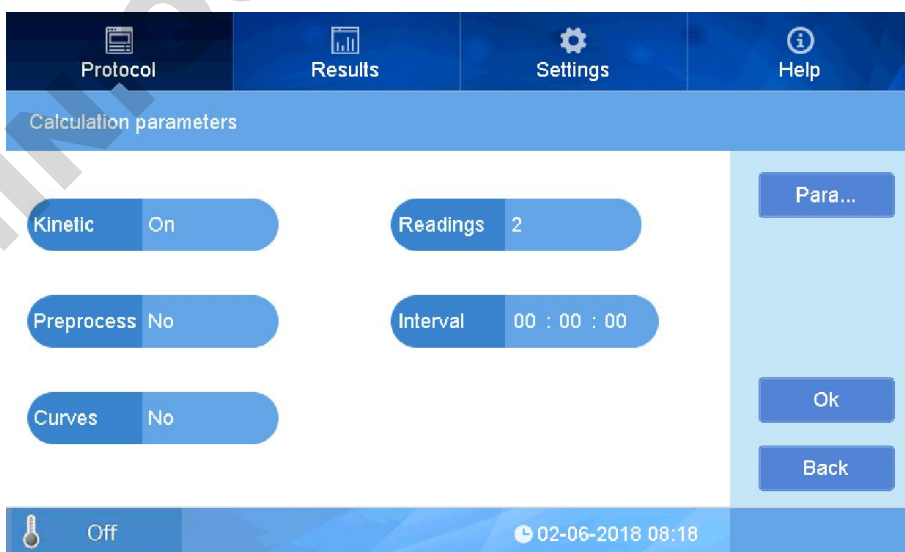 Protocol
Results
Settings
Help
Calculation parameters
Kinetic On
Readings 2
Para...
Preprocess No
Interval 00 : 00 : 00
Curves No
Ok
Back
Off
02-06-2018 08:18